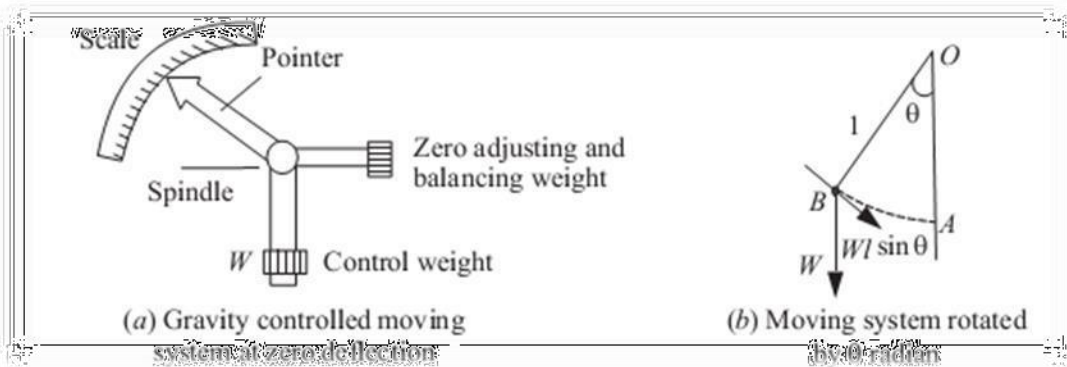 Scale
Pointer
Zero adjusting and
balancing weight
Spindle
W
Control weight
(a) Gravity controlled moving
system at zero deflection
O
θ
1
B
A
Wl sin θ
W
(b) Moving system rotated
by θ radian